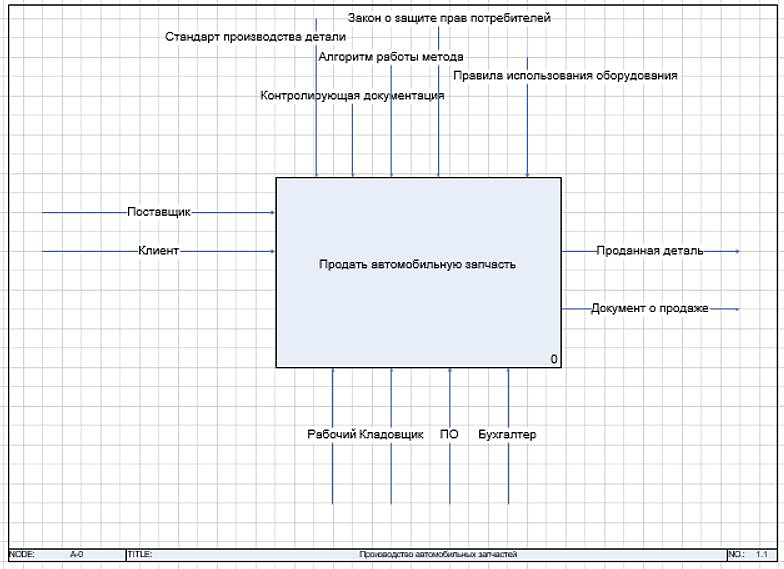 Закон о защите прав потребителей
Стандарт производства детали
Алгоритм работы метода
Правила использования оборудования
Контролирующая документация
Поставщик
Клиент
Продать автомобильную запчасть
Проданная деталь
Документ о продаже
0
Рабочий Кладовщик ПО Бухгалтер
NODE: A-0 TITLE: Производство автомобильных запчастей NO.: 1.1